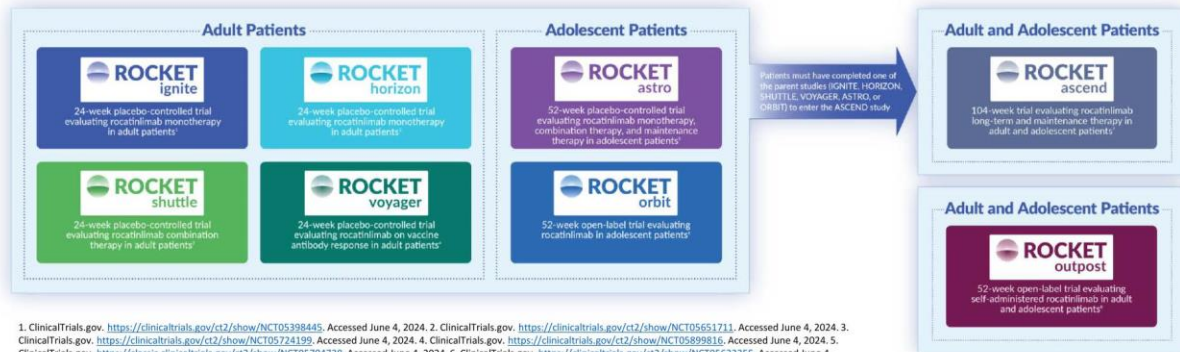 Adult Patients
ROCKET
ignite
24-week placebo-controlled trial
evaluating rocatinlimab monotherapy
in adult patients¹
ROCKET
horizon
24-week placebo-controlled trial
evaluating rocatinlimab monotherapy
in adult patients²
ROCKET
shuttle
24-week placebo-controlled trial
evaluating rocatinlimab combination
therapy in adult patients³
ROCKET
voyager
24-week placebo-controlled trial
evaluating rocatinlimab on vaccine
antibody response in adult patients⁴
Adolescent Patients
ROCKET
astro
52-week placebo-controlled trial
evaluating rocatinlimab monotherapy,
combination therapy, and maintenance
therapy in adolescent patients
ROCKET
orbit
52-week open-label trial evaluating
rocatinlimab in adolescent patients
Patients must have completed one of
the parent studies (IGNITE, HORIZON,
SHUTTLE, VOYAGER, ASTRO, or
ORBIT) to enter the ASCEND study
Adult and Adolescent Patients
ROCKET
ascend
104-week trial evaluating rocatinlimab
long-term and maintenance therapy in
adult and adolescent patients
Adult and Adolescent Patients
ROCKET
outpost
52-week open-label trial evaluating
self-administered rocatinlimab in adult
and adolescent patients
1. ClinicalTrials.gov. https://clinicaltrials.gov/ct2/show/NCT05398445. Accessed June 4, 2024. 2. ClinicalTrials.gov. https://clinicaltrials.gov/ct2/show/NCT05651711. Accessed June 4, 2024. 3.
ClinicalTrials.gov. https://clinicaltrials.gov/ct2/show/NCT05724199. Accessed June 4, 2024. 4. ClinicalTrials.gov. https://clinicaltrials.gov/ct2/show/NCT05899816. Accessed June 4, 2024. 5.